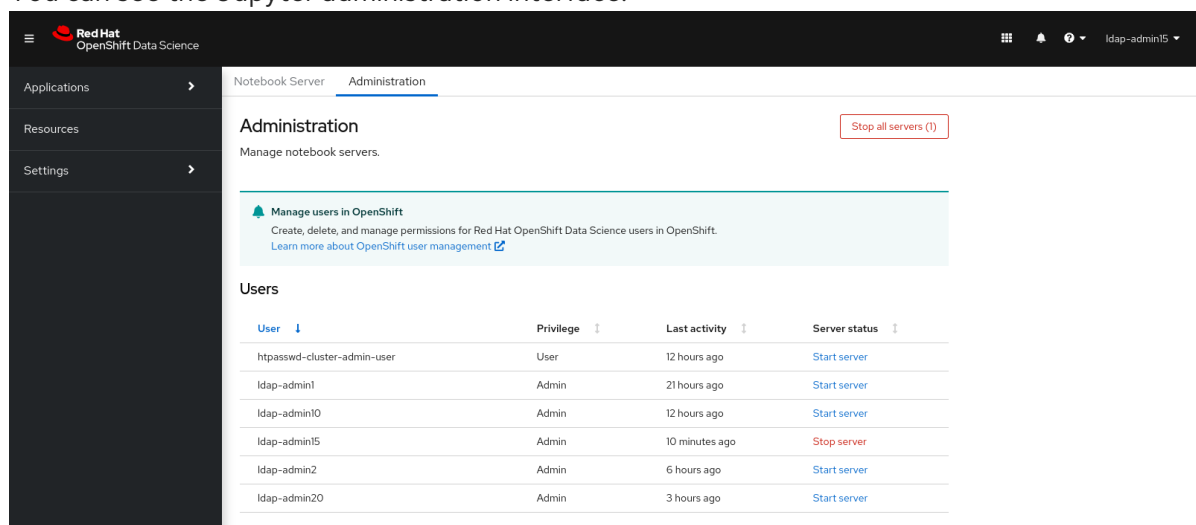 You can see the Jupyter administration interface.
Red Hat
OpenShift Data Science
ldap-admin15
Applications
Resources
Settings
Notebook Server Administration
Administration
Stop all servers (1)
Manage notebook servers.
Manage users in OpenShift
Create, delete, and manage permissions for Red Hat OpenShift Data Science users in OpenShift.
Learn more about OpenShift user management
Users
User Privilege Last activity Server status
htpasswd-cluster-admin-user User 12 hours ago Start server
ldap-admin1 Admin 21 hours ago Start server
ldap-admin10 Admin 12 hours ago Start server
ldap-admin15 Admin 10 minutes ago Stop server
ldap-admin2 Admin 6 hours ago Start server
ldap-admin20 Admin 3 hours ago Start server